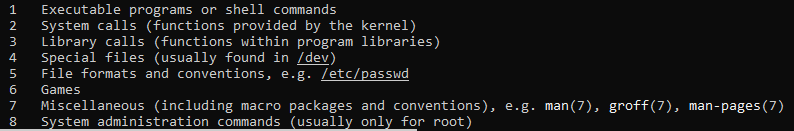 1 Executable programs or shell commands
2 System calls (functions provided by the kernel)
3 Library calls (functions within program libraries)
4 Special files (usually found in /dev)
5 File formats and conventions, e.g. /etc/passwd
6 Games
7 Miscellaneous (including macro packages and conventions), e.g. man(7), groff(7), man-pages(7)
8 System administration commands (usually only for root)